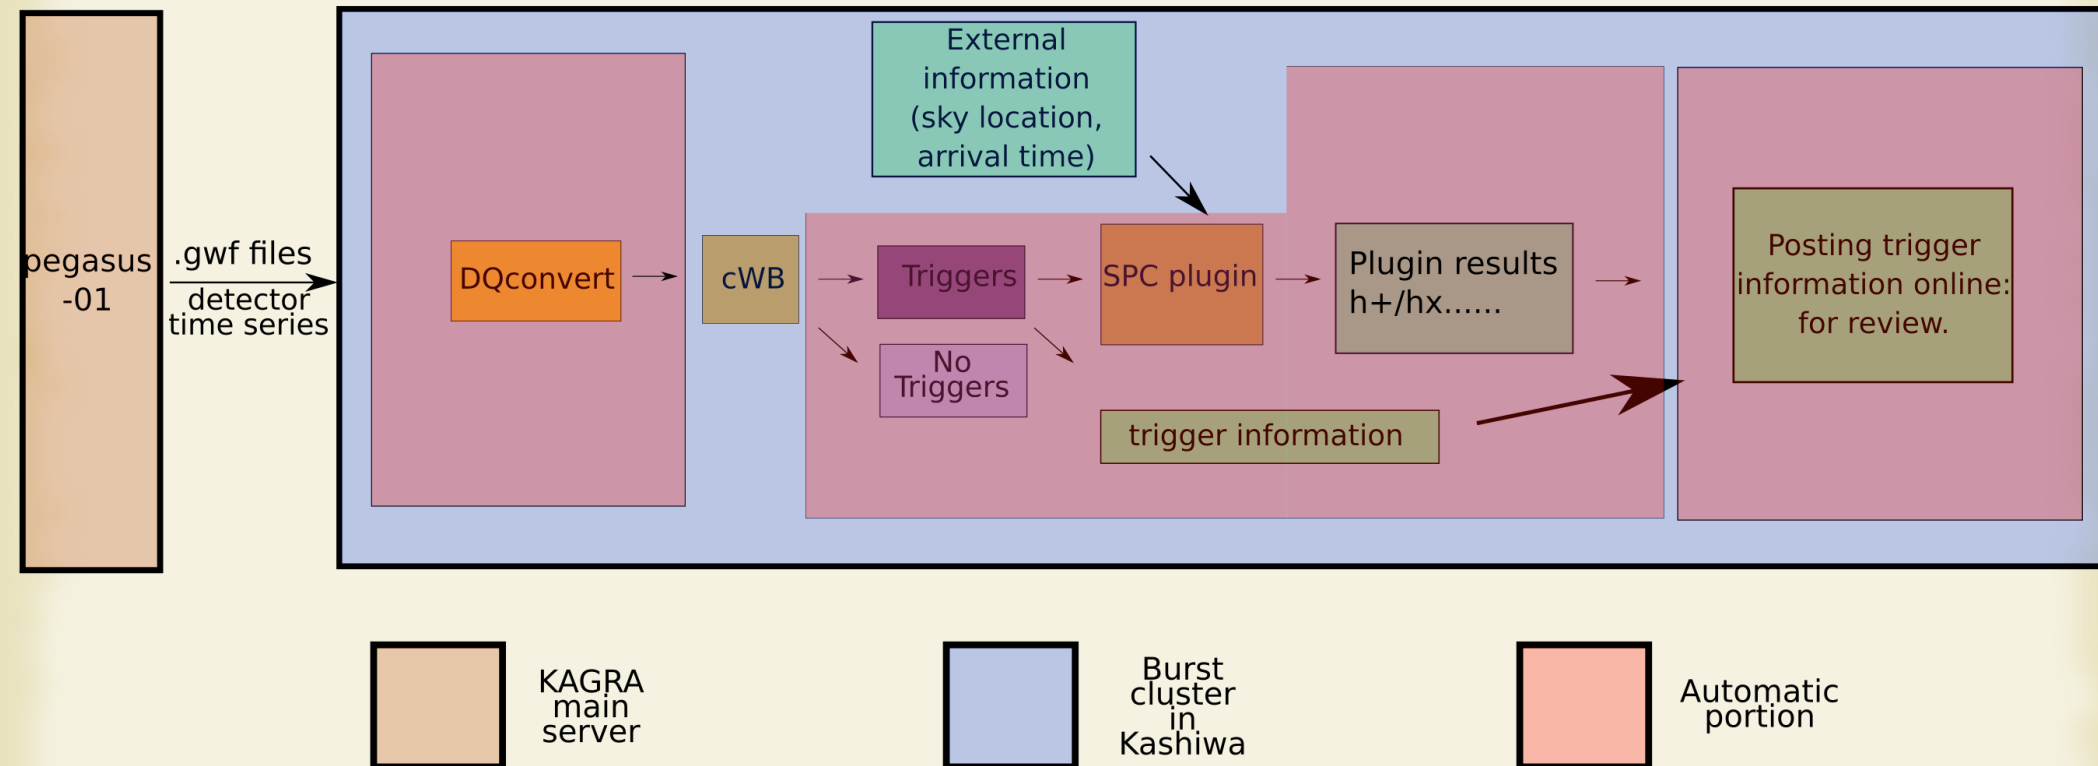 pegasus
-01
.gwf files
detector
time series
DQconvert
cWB
External
information
(sky location,
arrival time)
Triggers
No
Triggers
SPC plugin
trigger information
Plugin results
h+/hx......
Posting trigger
information online:
for review.
KAGRA
main
server
Burst
cluster
in
Kashiwa
Automatic
portion